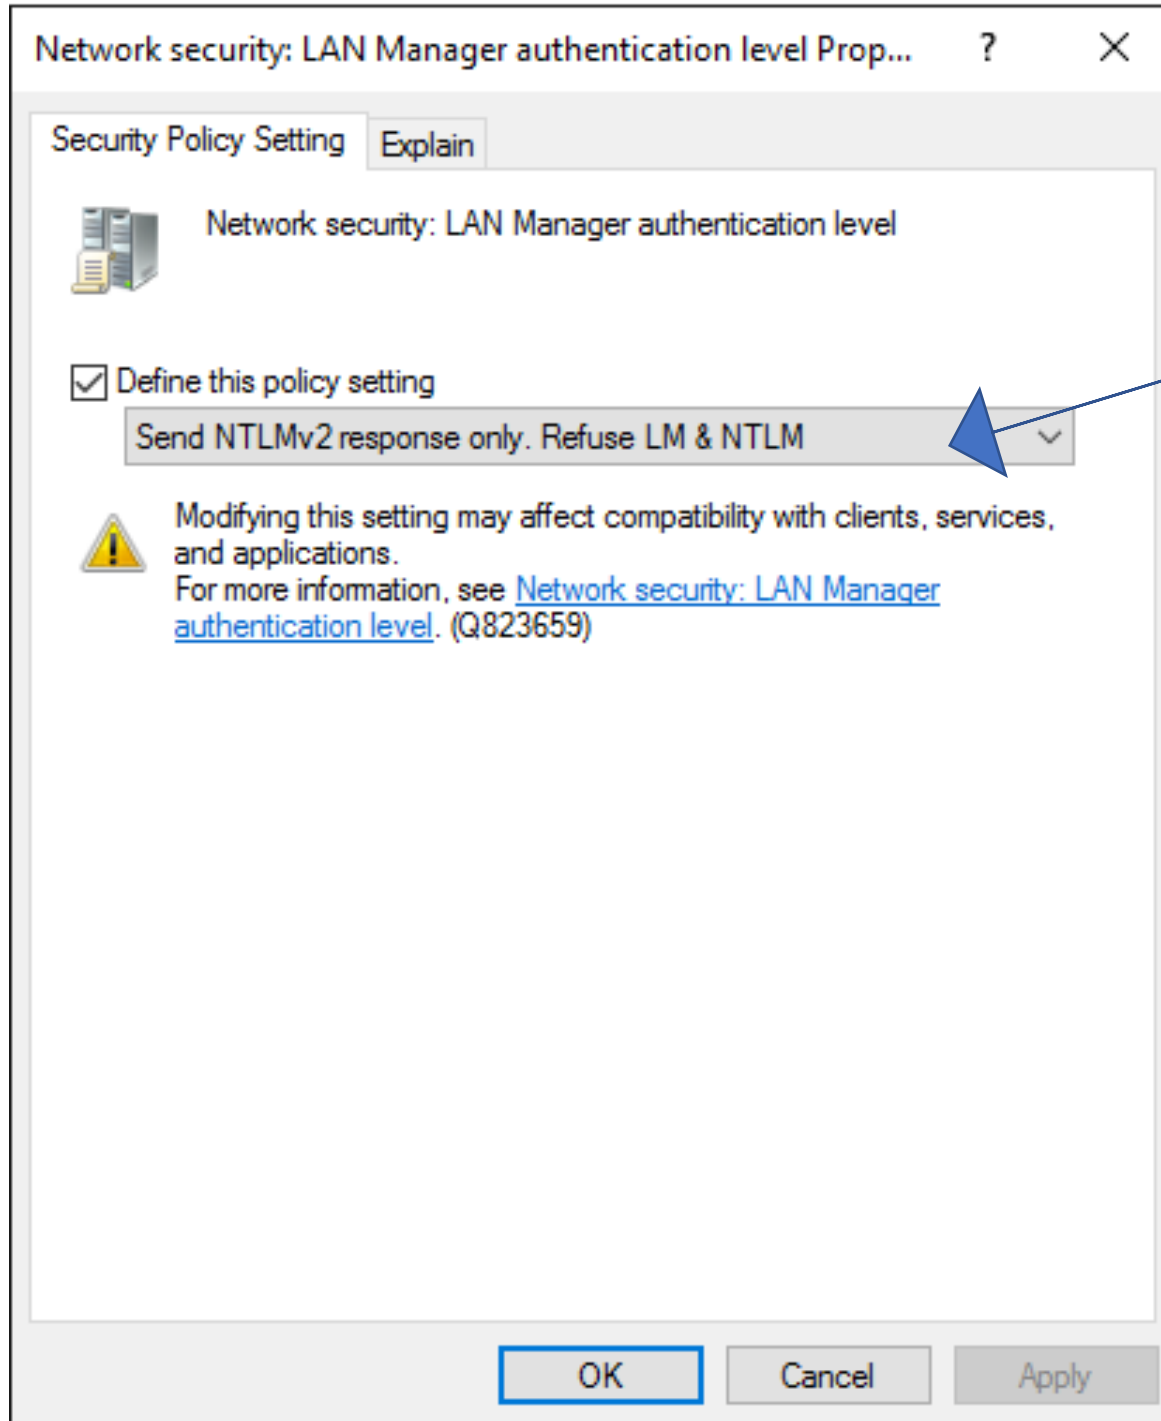 Network security: LAN Manager authentication level Prop...
?
Security Policy Setting
Explain
Network security: LAN Manager authentication level
Define this policy setting
Send NTLMv2 response only. Refuse LM & NTLM
Modifying this setting may affect compatibility with clients, services,
and applications.
For more information, see Network security: LAN Manager
authentication level. (Q823659)
OK
Cancel
Apply